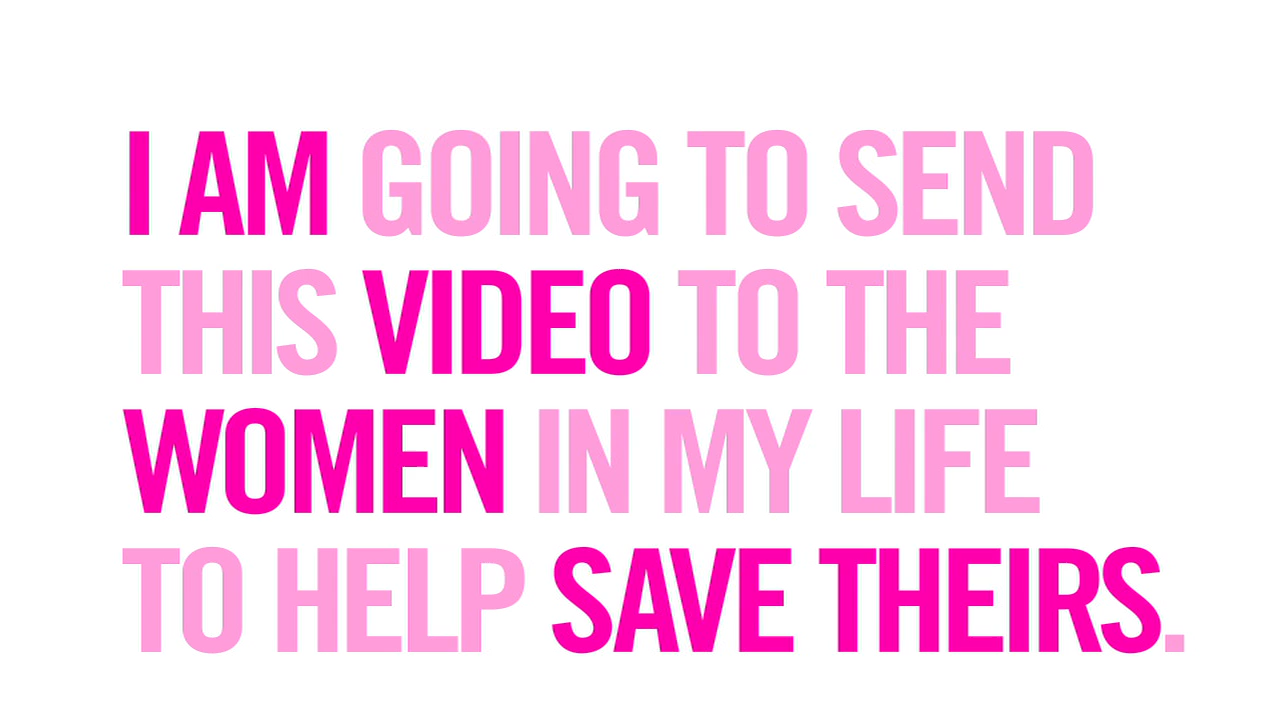 I AM GOING TO SEND
THIS VIDEO TO THE
WOMEN IN MY LIFE
TO HELP SAVE THEIRS.